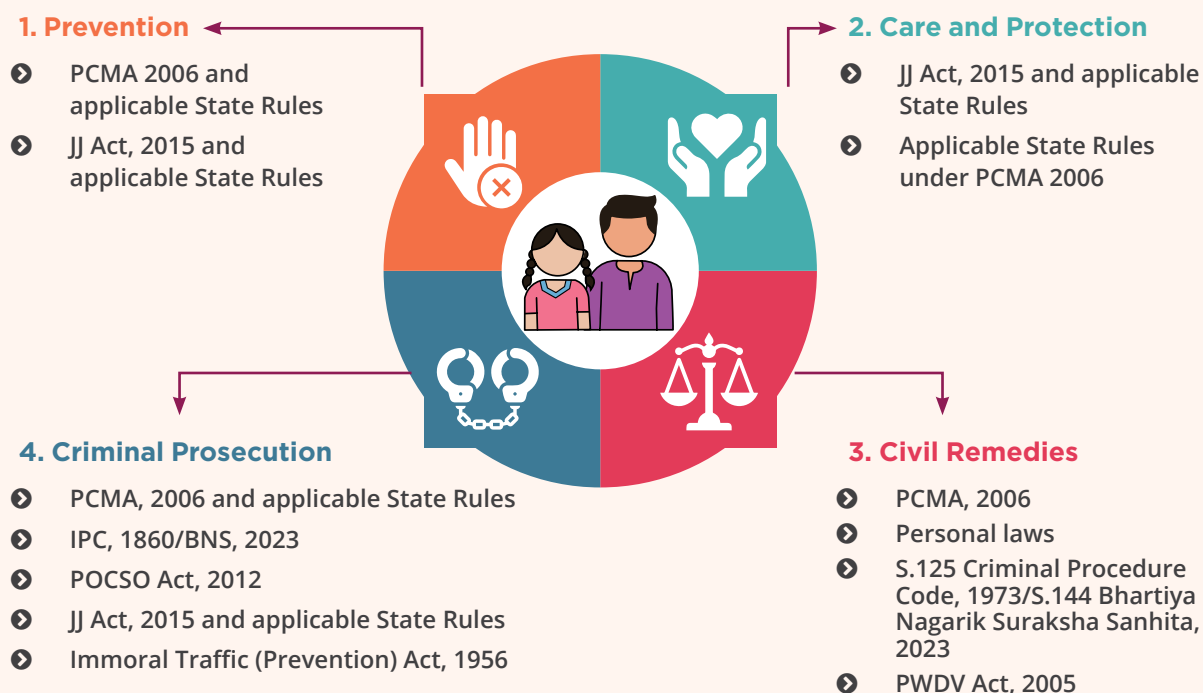 1. Prevention
PCMA 2006 and
applicable State Rules
JJ Act, 2015 and
applicable State Rules
2. Care and Protection
JJ Act, 2015 and applicable
State Rules
Applicable State Rules
under PCMA 2006
4. Criminal Prosecution
PCMA, 2006 and applicable State Rules
IPC, 1860/BNS, 2023
POCSO Act, 2012
JJ Act, 2015 and applicable State Rules
Immoral Traffic (Prevention) Act, 1956
3. Civil Remedies
PCMA, 2006
Personal laws
S.125 Criminal Procedure
Code, 1973/S.144 Bhartiya
Nagarik Suraksha Sanhita,
2023
PWDV Act, 2005